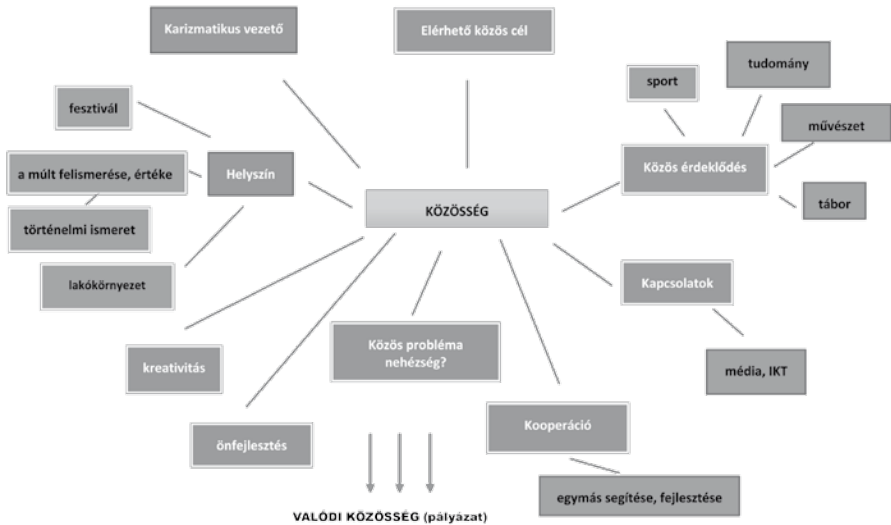 Karizmatikus vezető
Elérhető közös cél
tudomány
sport
fesztivál
művészet
Közös érdeklődés
a múlt felismerése, értéke
Helyszín
tábor
KÖZÖSSÉG
történelmi ismeret
lakókörnyezet
Kapcsolatok
Közös probléma
nehézség?
kreativitás
média, IKT
Kooperáció
önfejlesztés
egymás segítése, fejlesztése
VALÓDI KÖZÖSSÉG (pályázat)